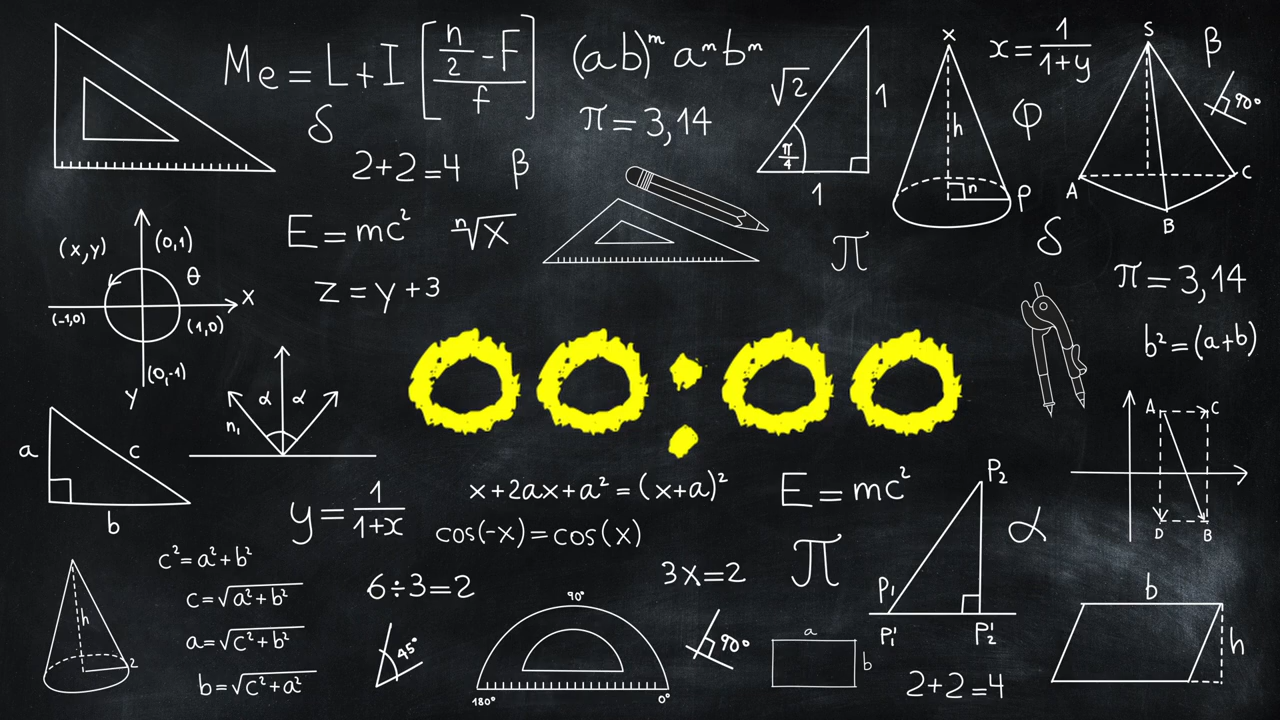 Me = L + I [ n/2 - F / f ]
(ab)ᵐ aᵐbᵐ
√2
1
π/4
1
x
h
n
P
x = 1/1+y
φ
S
A
B
C
β
90°
δ
π = 3,14
2+2=4
β
E = mc²
ⁿ√x
z = y+3
π
δ
π = 3,14
b² = (a+b)
(x,y)
(0,1)
θ
x
(-1,0)
(1,0)
(0,-1)
y
α
α
n₁
00:00
A
C
D
B
a
c
b
y = 1/1+x
x+2ax+a² = (x+a)²
cos(-x) = cos(x)
E = mc²
P₂
α
π
P₁
P₁'
P₂'
c² = a²+b²
c = √a²+b²
a = √c²+b²
b = √c²+a²
h
2
6÷3=2
45°
90°
180°
0°
3x=2
90°
a
b
2+2=4
b
h